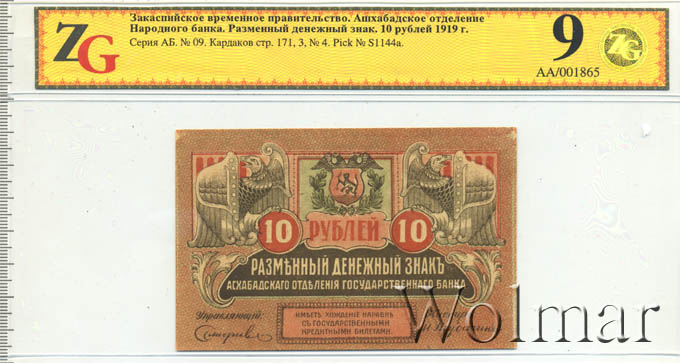 ZG
Закаспийское временное правительство. Ашхабадское отделение
Народного банка. Разменный денежный знак. 10 рублей 1919 г.
Серия АБ. № 09. Кардаков стр. 171, 3, № 4. Pick № S1144a.
9
ZG
AA/001865
10 РУБЛЕЙ 10
РАЗМѢННЫЙ ДЕНЕЖНЫЙ ЗНАКЪ
АСХАБАДСКАГО ОТДѢЛЕНІЯ ГОСУДАРСТВЕННАГО БАНКА
Управляющій:
ИМѢЕТЪ ХОЖДЕНІЕ НАРАВНѢ
СЪ ГОСУДАРСТВЕННЫМИ
КРЕДИТНЫМИ БИЛЕТАМИ.
Wolmar